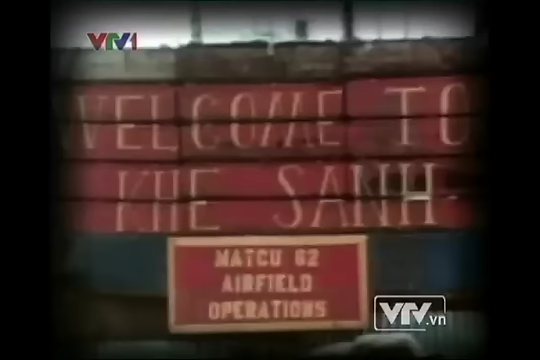 VTV1
WELCOME TO
KHE SANH
MATCU 62
AIRFIELD
OPERATIONS
VTV.vn